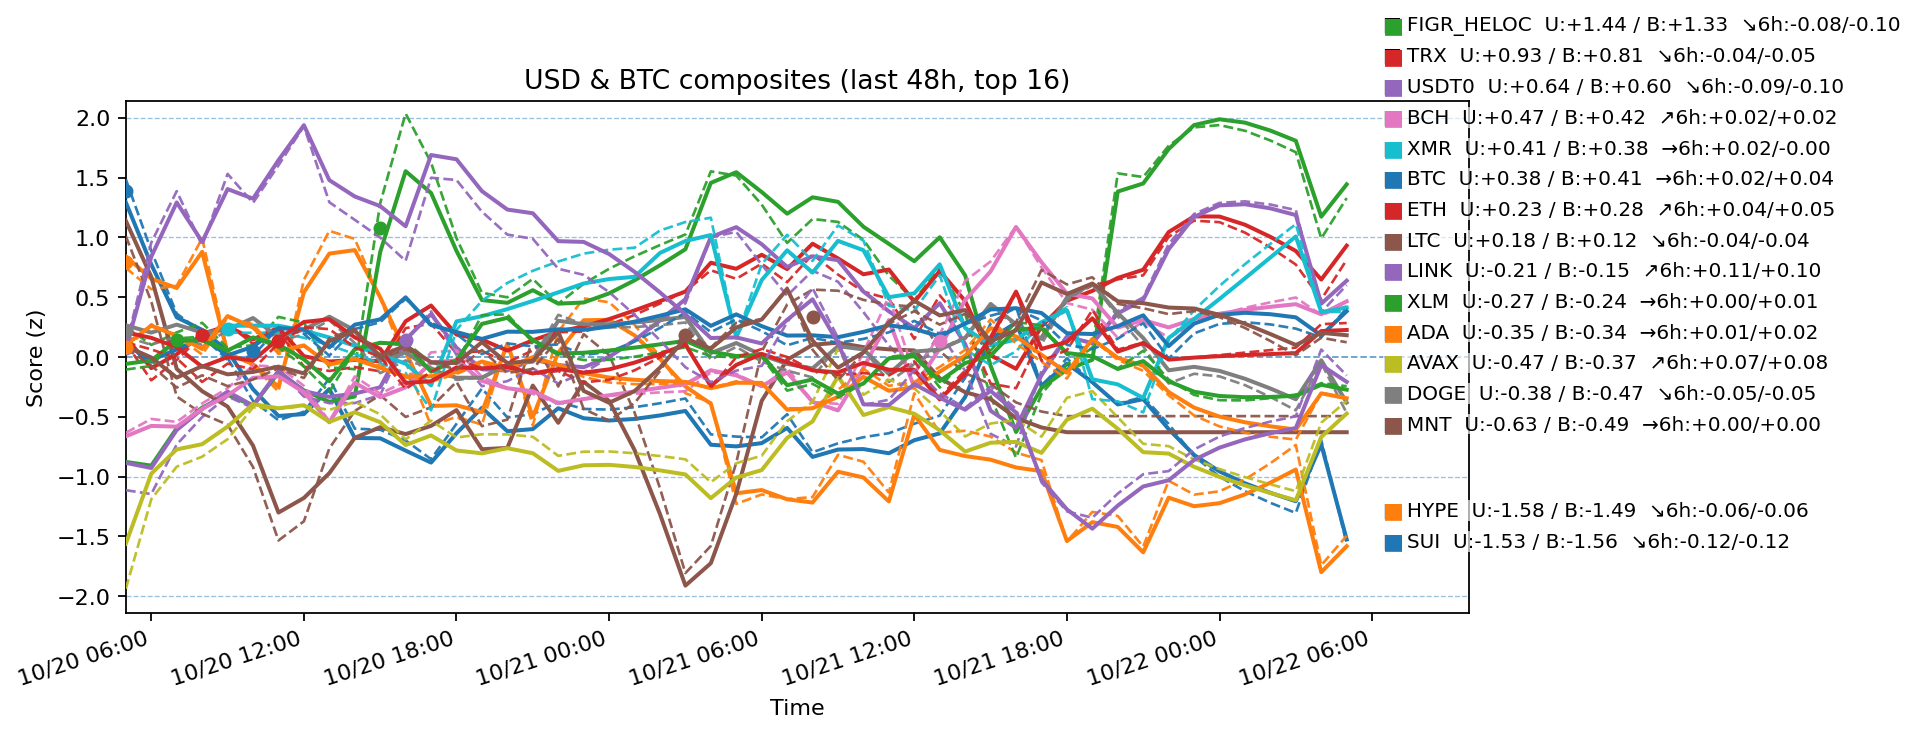 USD & BTC composites (last 48h, top 16)
FIGR_HELOC U:+1.44 / B:+1.33 ↘6h:-0.08/-0.10
TRX U:+0.93 / B:+0.81 ↘6h:-0.04/-0.05
USDT0 U:+0.64 / B:+0.60 ↘6h:-0.09/-0.10
BCH U:+0.47 / B:+0.42 ↗6h:+0.02/+0.02
XMR U:+0.41 / B:+0.38 →6h:+0.02/-0.00
BTC U:+0.38 / B:+0.41 →6h:+0.02/+0.04
ETH U:+0.23 / B:+0.28 ↗6h:+0.04/+0.05
LTC U:+0.18 / B:+0.12 ↘6h:-0.04/-0.04
LINK U:-0.21 / B:-0.15 ↗6h:+0.11/+0.10
XLM U:-0.27 / B:-0.24 →6h:+0.00/+0.01
ADA U:-0.35 / B:-0.34 →6h:+0.01/+0.02
AVAX U:-0.47 / B:-0.37 ↗6h:+0.07/+0.08
DOGE U:-0.38 / B:-0.47 ↘6h:-0.05/-0.05
MNT U:-0.63 / B:-0.49 →6h:+0.00/+0.00
HYPE U:-1.58 / B:-1.49 ↘6h:-0.06/-0.06
SUI U:-1.53 / B:-1.56 ↘6h:-0.12/-0.12
Score (z)
2.0
1.5
1.0
0.5
0.0
−0.5
−1.0
−1.5
−2.0
10/20 06:00
10/20 12:00
10/20 18:00
10/21 00:00
10/21 06:00
10/21 12:00
10/21 18:00
10/22 00:00
10/22 06:00
Time